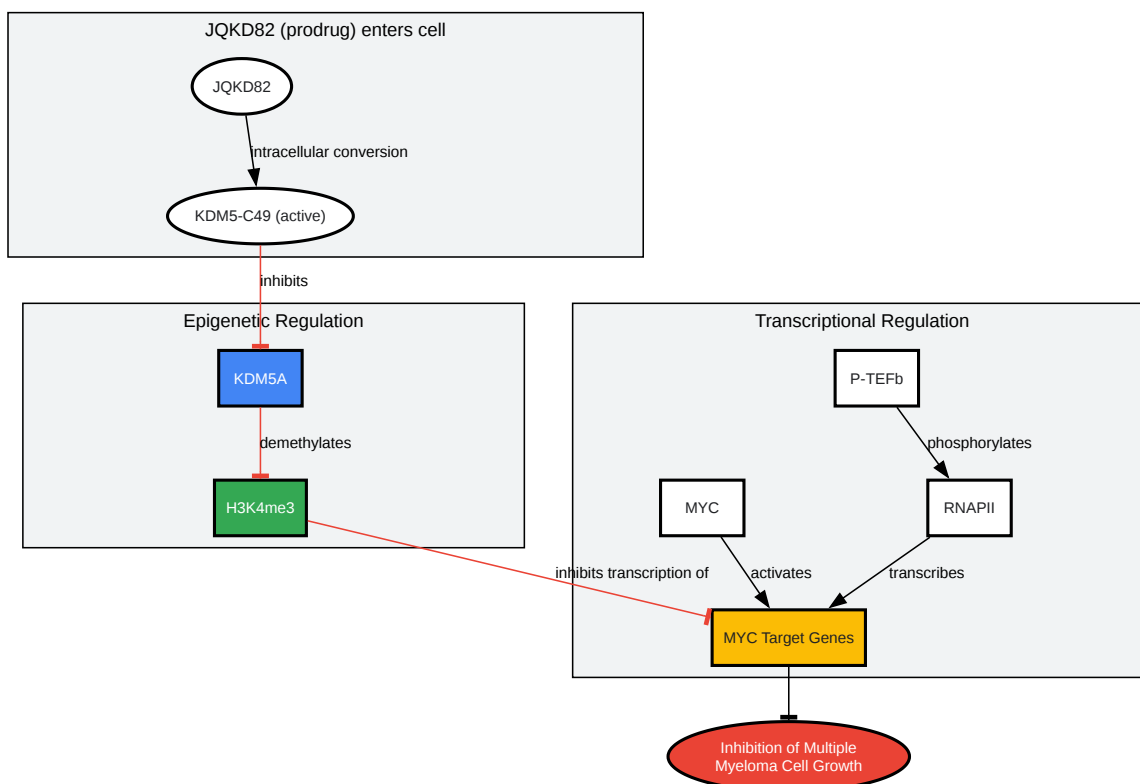 JQKD82 (prodrug) enters cell
JQKD82
intracellular conversion
KDM5-C49 (active)
inhibits
Epigenetic Regulation
KDM5A
demethylates
H3K4me3
Transcriptional Regulation
P-TEFb
phosphorylates
MYC
RNAPII
inhibits transcription of
activates
transcribes
MYC Target Genes
Inhibition of Multiple
Myeloma Cell Growth